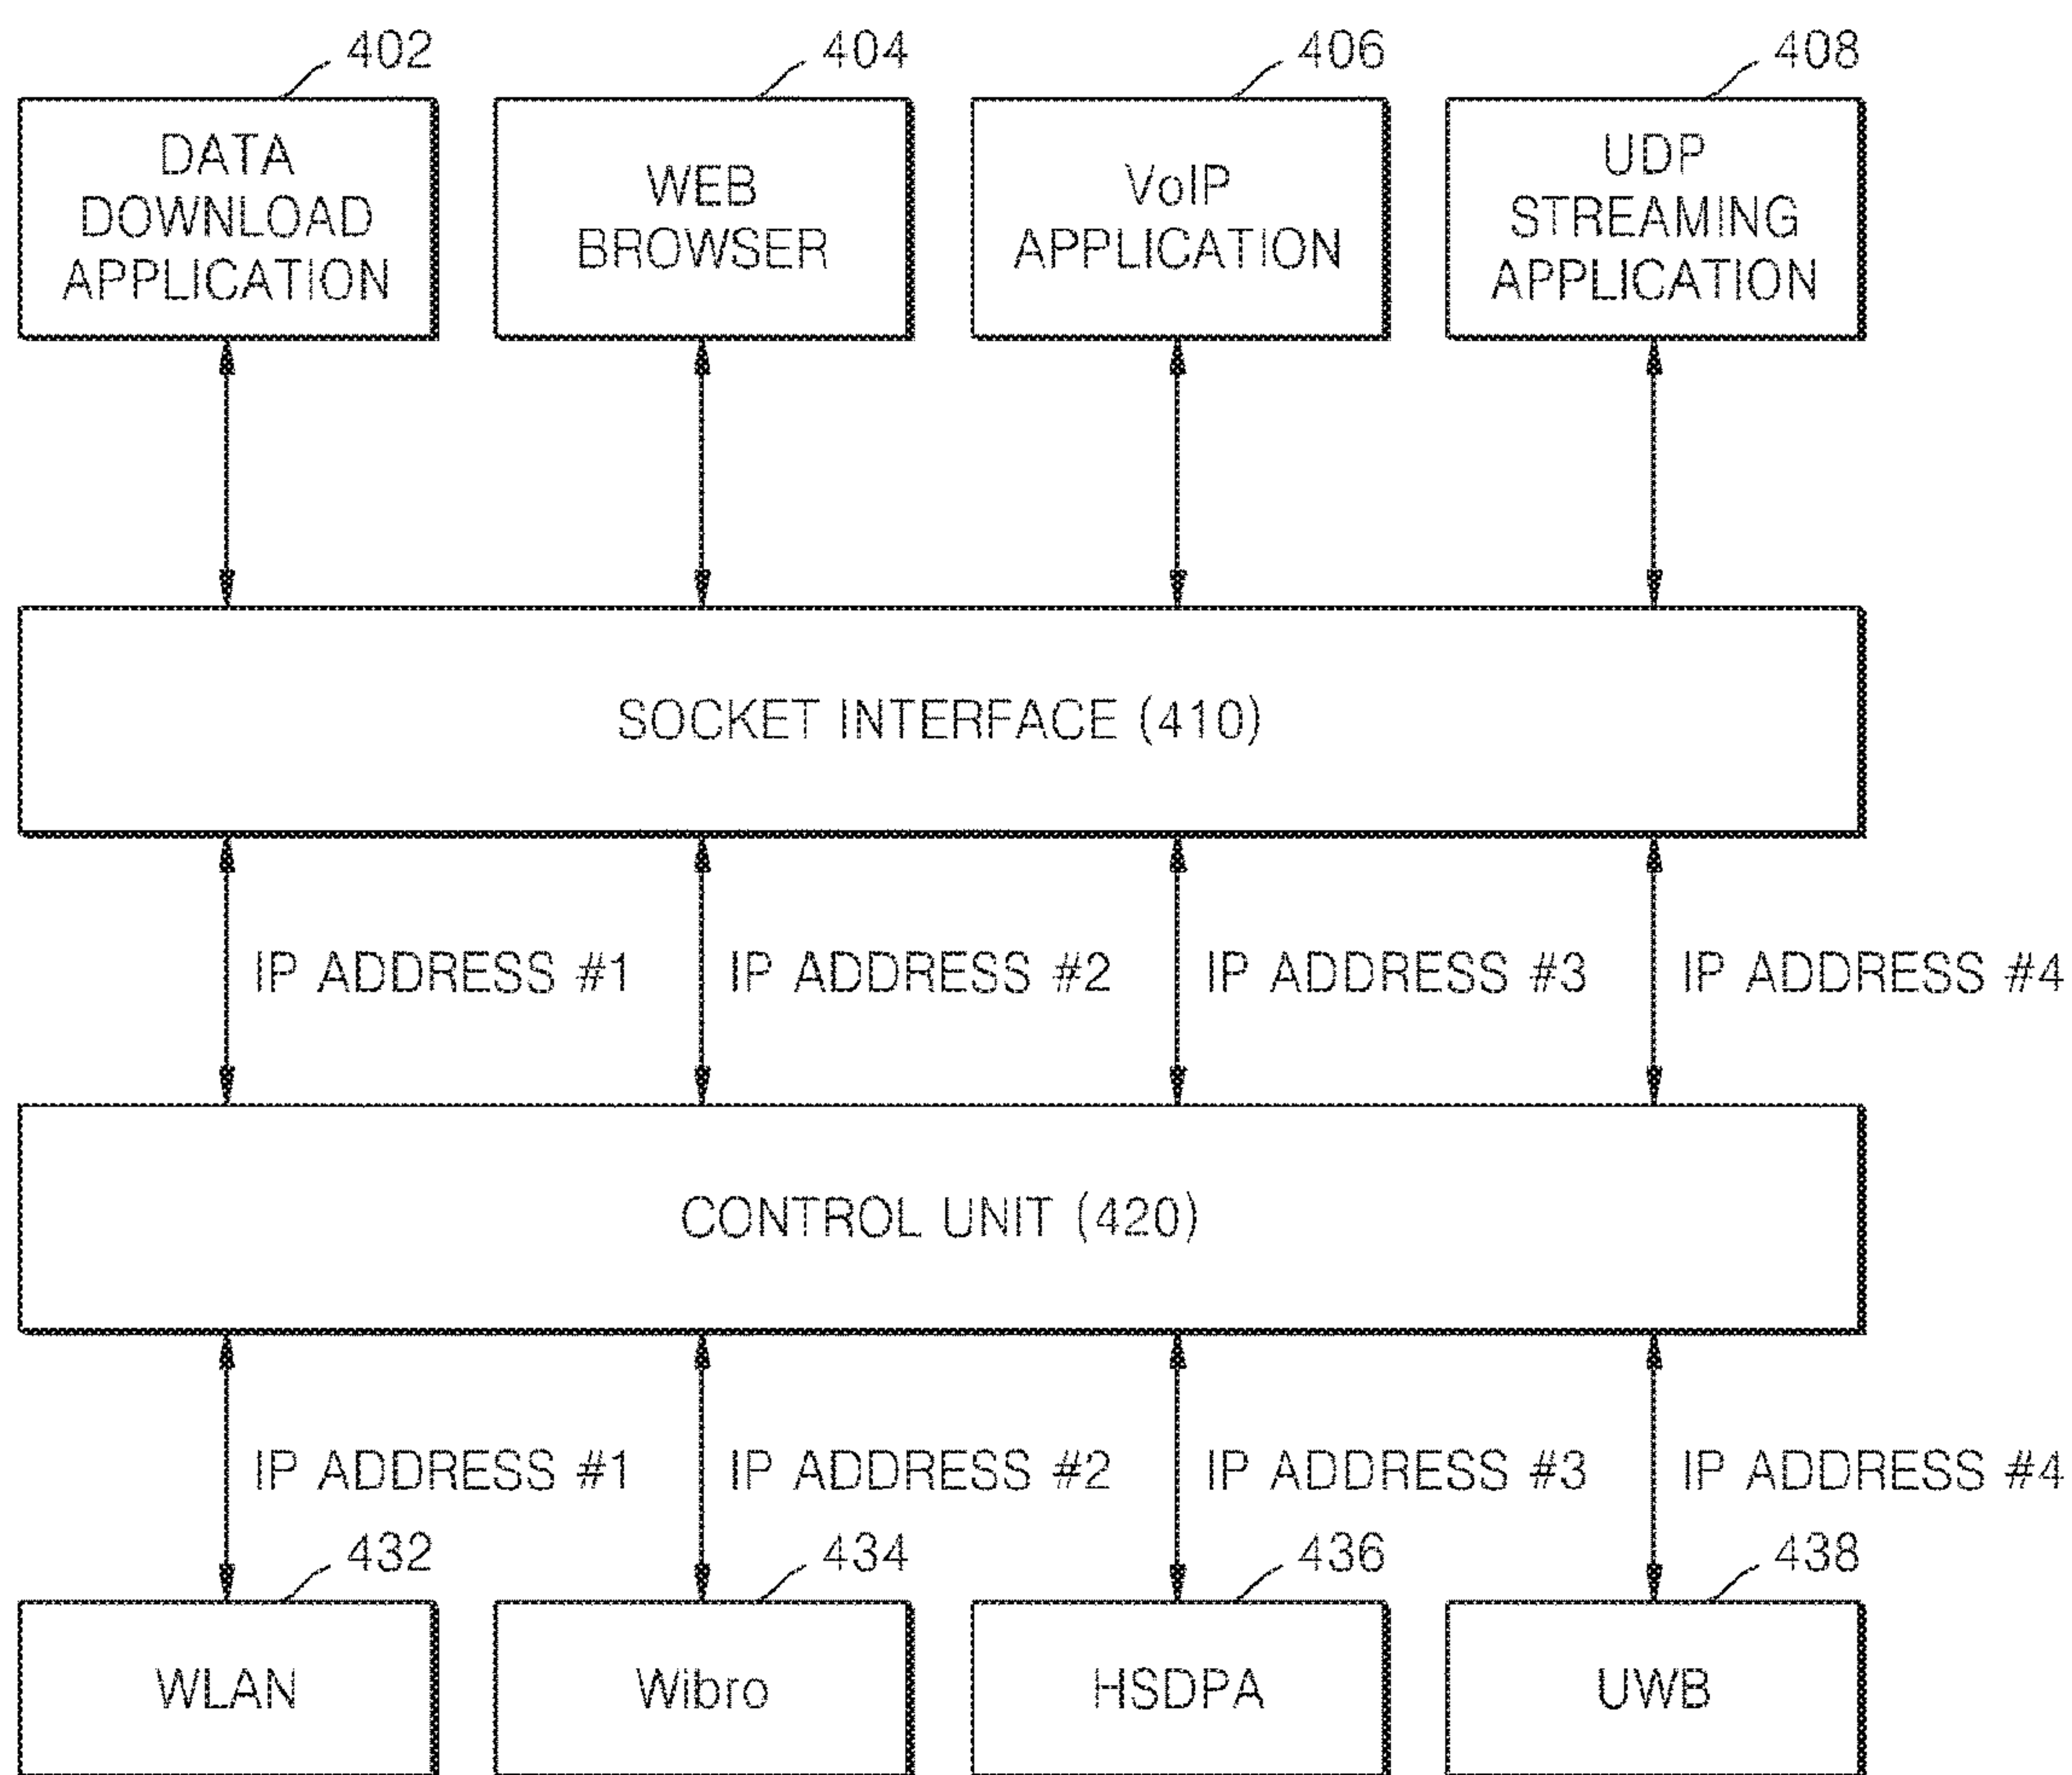 402
404
406
408
DATA
DOWNLOAD
APPLICATION
WEB
BROWSER
VoIP
APPLICATION
UDP
STREAMING
APPLICATION
SOCKET INTERFACE (410)
IP ADDRESS #1
IP ADDRESS #2
IP ADDRESS #3
IP ADDRESS #4
CONTROL UNIT (420)
IP ADDRESS #1
IP ADDRESS #2
IP ADDRESS #3
IP ADDRESS #4
432
434
436
438
WLAN
Wibro
HSDPA
UWB